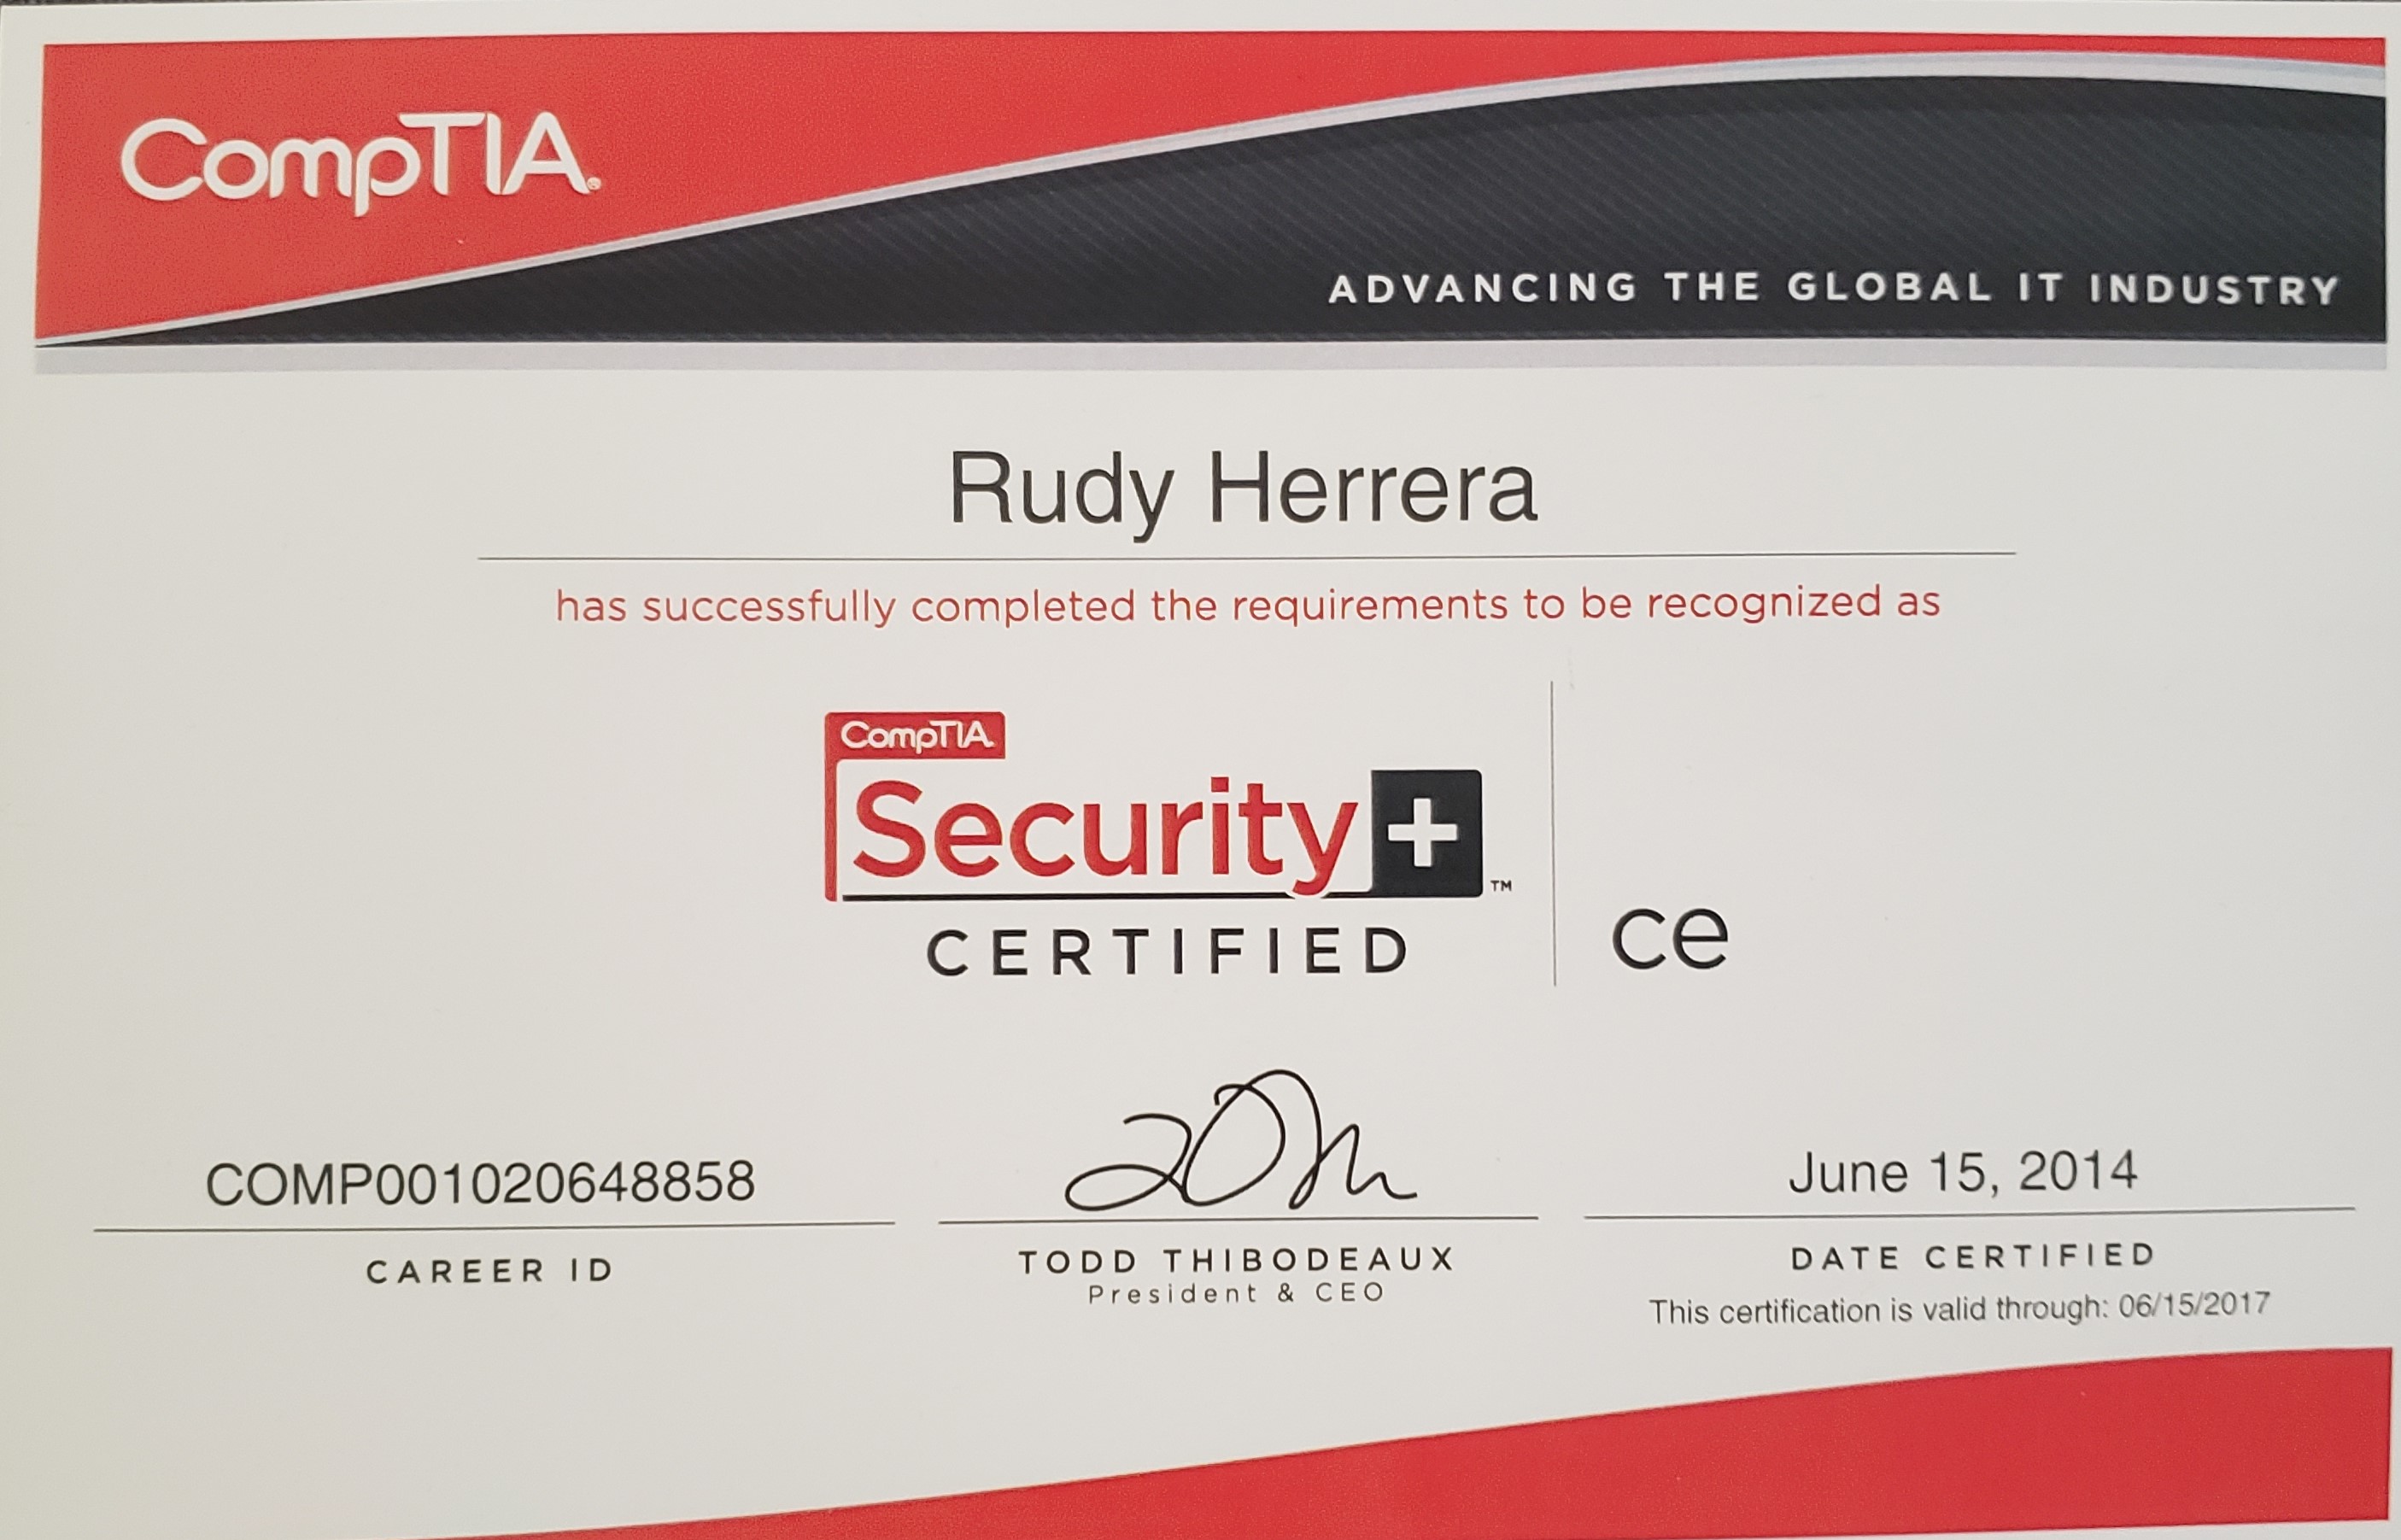 CompTIA®
ADVANCING THE GLOBAL IT INDUSTRY
Rudy Herrera
has successfully completed the requirements to be recognized as
CompTIA
Security+™
CERTIFIED
ce
COMP001020648858
CAREER ID
TODD THIBODEAUX
President & CEO
June 15, 2014
DATE CERTIFIED
This certification is valid through: 06/15/2017